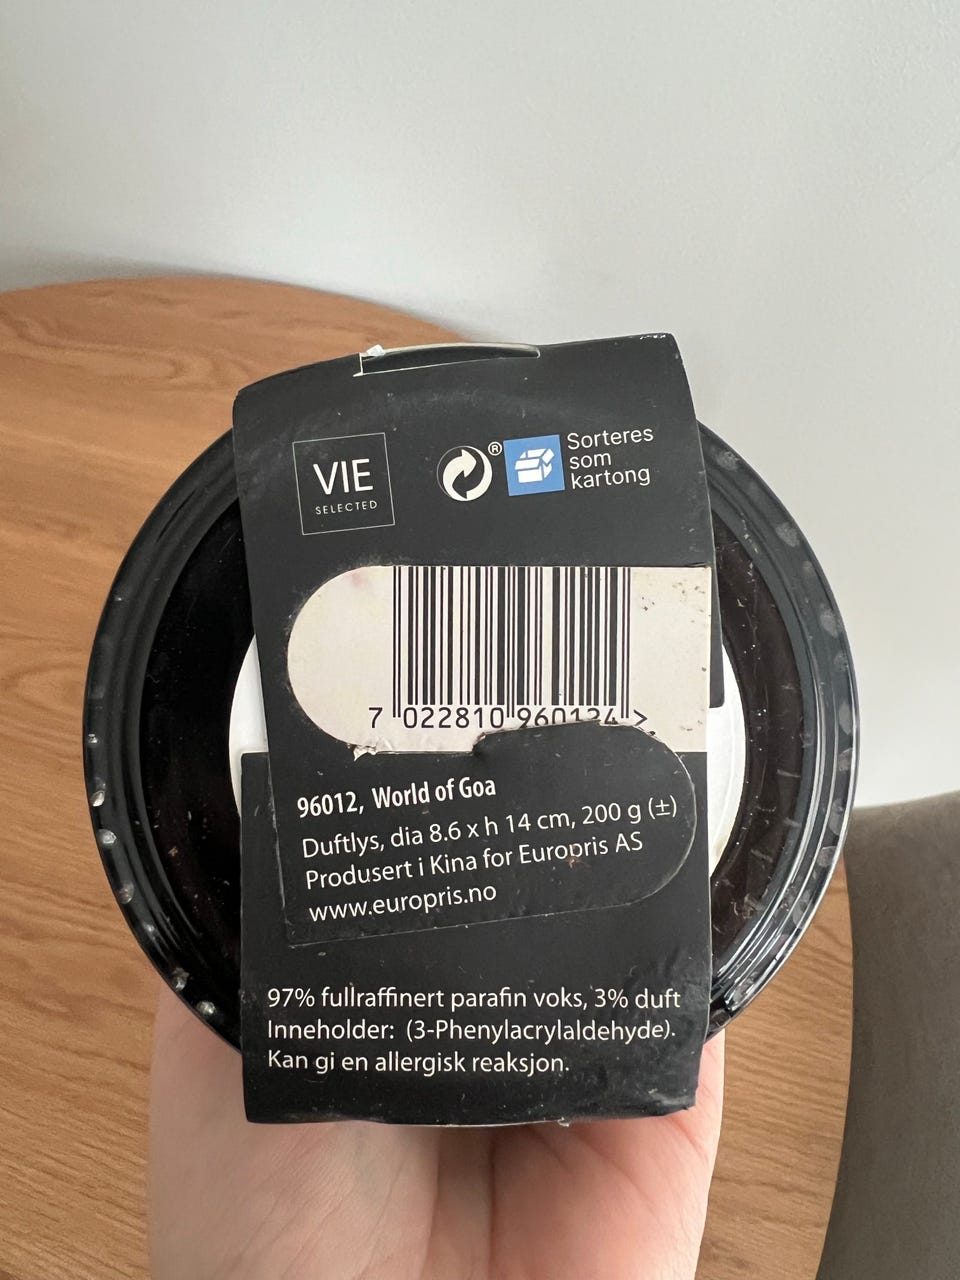 VIE
SELECTED
®
Sorteres
som
kartong
7 022810 960124 >
96012, World of Goa
Duftlys, dia 8.6 x h 14 cm, 200 g (±)
Produsert i Kina for Europris AS
www.europris.no
97% fullraffinert parafin voks, 3% duft
Inneholder: (3-Phenylacrylaldehyde).
Kan gi en allergisk reaksjon.